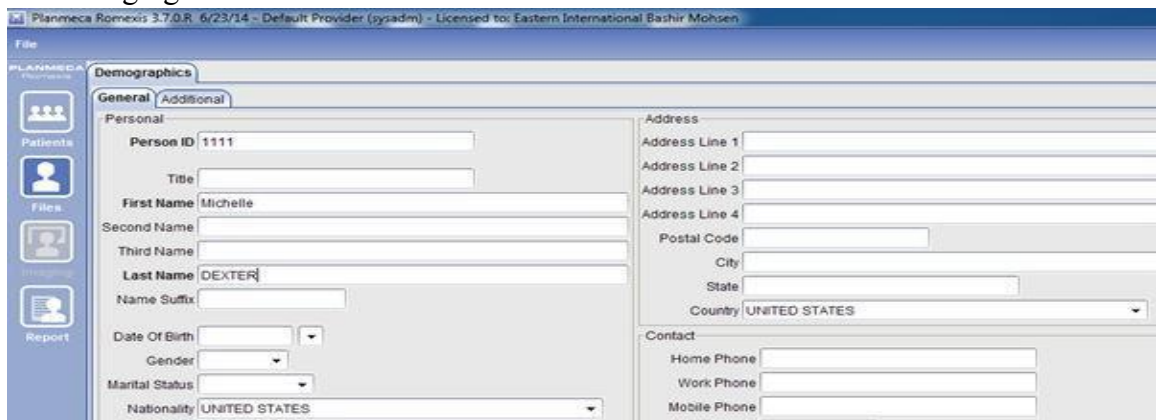 Planmeca Romexis 3.7.0.R 6/23/14 - Default Provider (sysadm) - Licensed to: Eastern International Bashir Mohsen
File
PLANMECA
Romexis
Patients
Files
Imaging
Report
Demographics
General Additional
Personal
Person ID 1111
Title
First Name Michelle
Second Name
Third Name
Last Name DEXTER
Name Suffix
Date Of Birth
Gender
Marital Status
Nationality UNITED STATES
Address
Address Line 1
Address Line 2
Address Line 3
Address Line 4
Postal Code
City
State
Country UNITED STATES
Contact
Home Phone
Work Phone
Mobile Phone